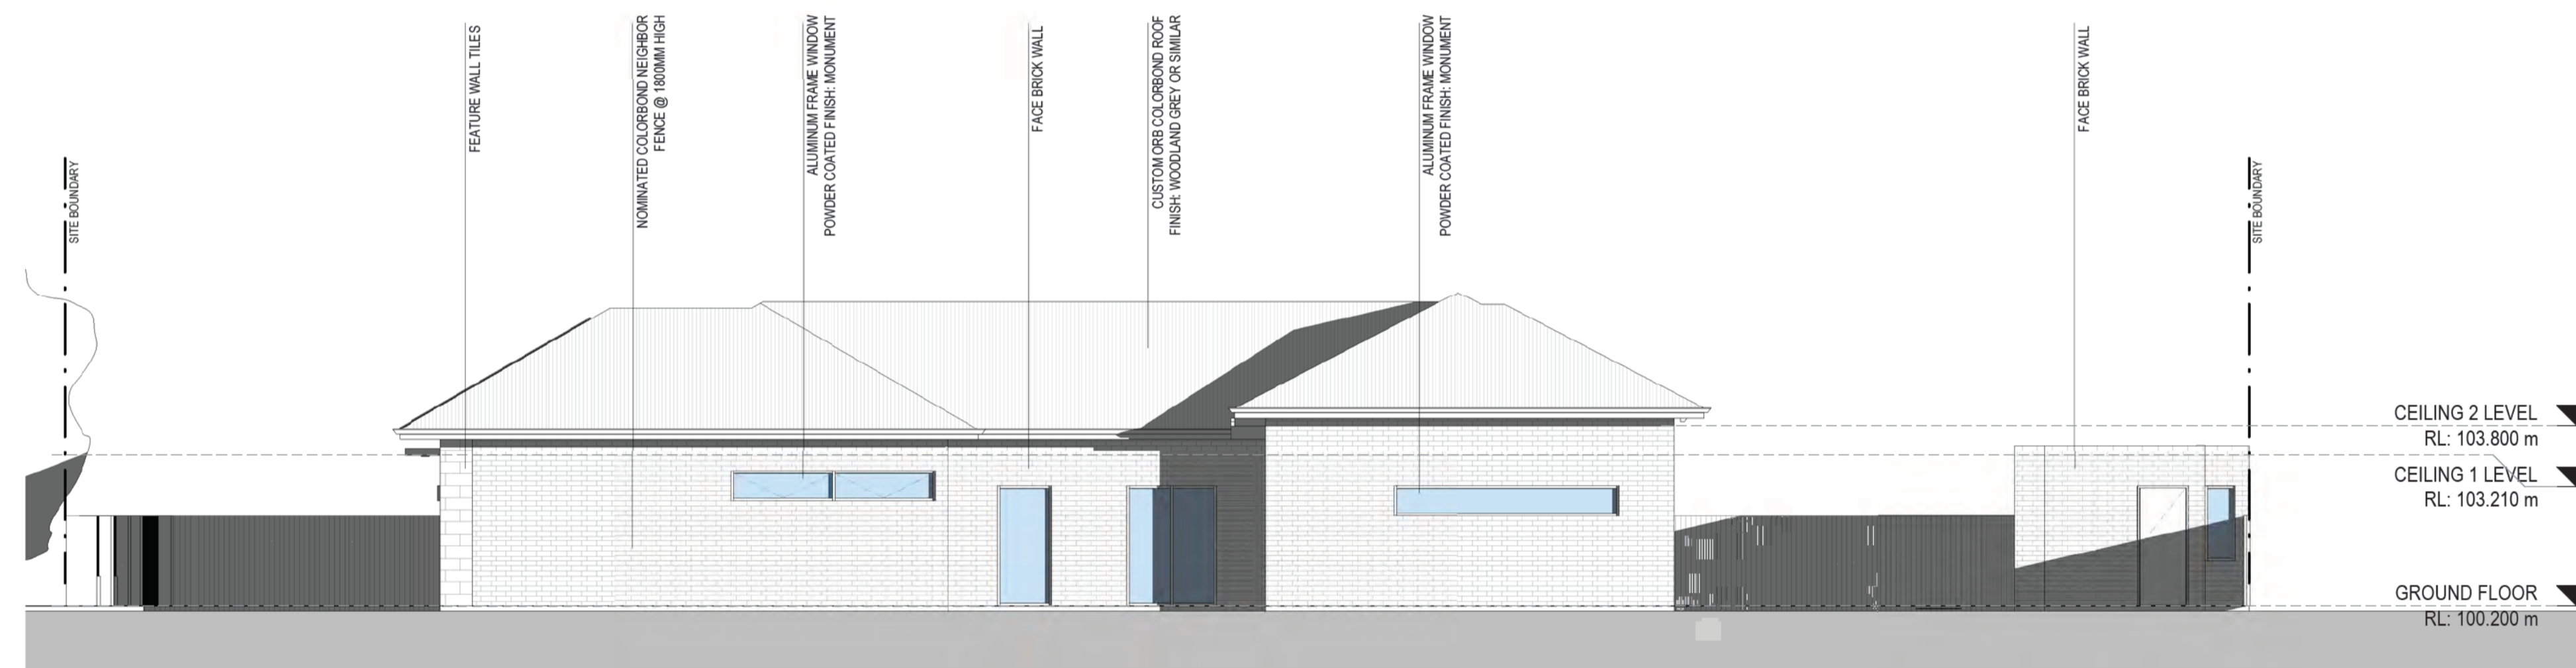 SITE BOUNDARY
FEATURE WALL TILES
NOMINATED COLORBOND NEIGHBOR
FENCE @ 1800MM HIGH
ALUMINUM FRAME WINDOW
POWDER COATED FINISH: MONUMENT
FACE BRICK WALL
CUSTOM ORB COLORBOND ROOF
FINISH: WOODLAND GREY OR SIMILAR
ALUMINUM FRAME WINDOW
POWDER COATED FINISH: MONUMENT
FACE BRICK WALL
SITE BOUNDARY
CEILING 2 LEVEL
RL: 103.800 m
CEILING 1 LEVEL
RL: 103.210 m
GROUND FLOOR
RL: 100.200 m